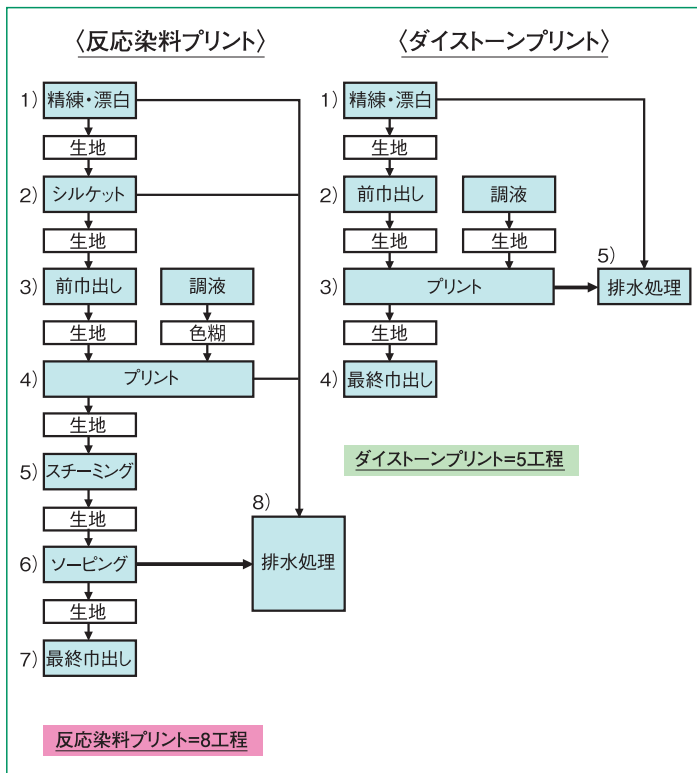 〈反応染料プリント〉
1) 精練・漂白
生地
2) シルケット
生地
3) 前巾出し
調液
生地
色糊
4) プリント
生地
5) スチーミング
生地
6) ソーピング
8)
排水処理
生地
7) 最終巾出し
反応染料プリント=8工程
〈ダイストーンプリント〉
1) 精練・漂白
生地
2) 前巾出し
調液
生地
生地
3) プリント
5)
排水処理
生地
4) 最終巾出し
ダイストーンプリント=5工程